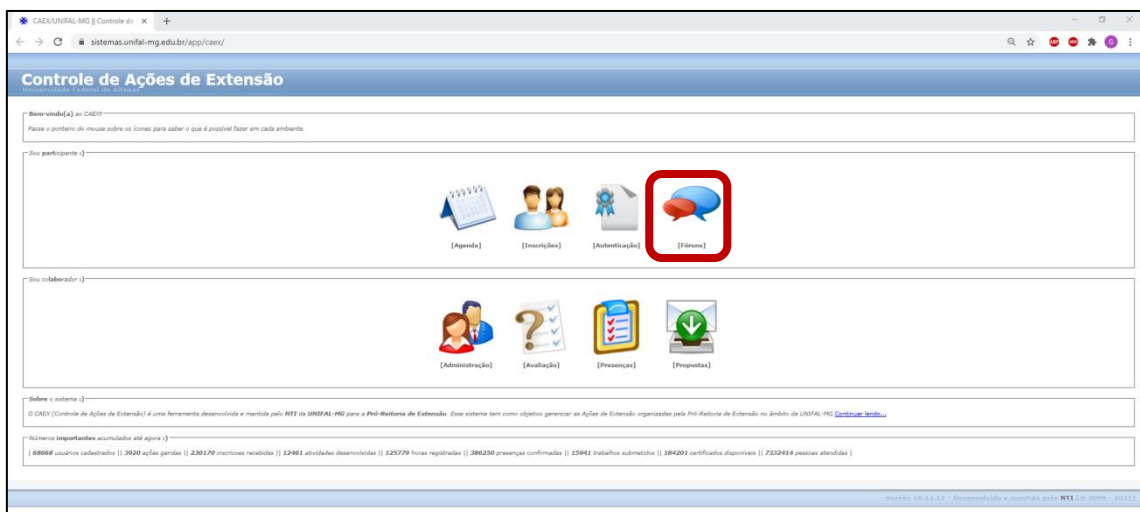 CAEX/UNIFAL-MG || Controle de
sistemas.unifal-mg.edu.br/app/caex/
Controle de Ações de Extensão
Universidade Federal de Alfenas
Bem-vindo(a) ao CAEX!
Passe o ponteiro do mouse sobre os ícones para saber o que é possível fazer em cada ambiente.
Sou participante :)
[Agenda] [Inscrições] [Autenticação] [Fóruns]
Sou colaborador :)
[Administração] [Avaliação] [Presenças] [Propostas]
Sobre o sistema :)
O CAEX (Controle de Ações de Extensão) é uma ferramenta desenvolvida e mantida pelo NTI da UNIFAL-MG para a Pró-Reitoria de Extensão. Esse sistema tem como objetivo gerenciar as Ações de Extensão organizadas pela Pró-Reitoria de Extensão no âmbito da UNIFAL-MG Continuar lendo...
Números importantes acumulados até agora :)
| 68668 usuários cadastrados || 3920 ações geridas || 230170 inscricoes recebidas || 12461 atividades desenvolvidas || 125779 horas registradas || 386250 presenças confirmadas || 15941 trabalhos submetidos || 184201 certificados disponíveis || 7332414 pessoas atendidas |
Desenvolvido e mantido pelo NTI